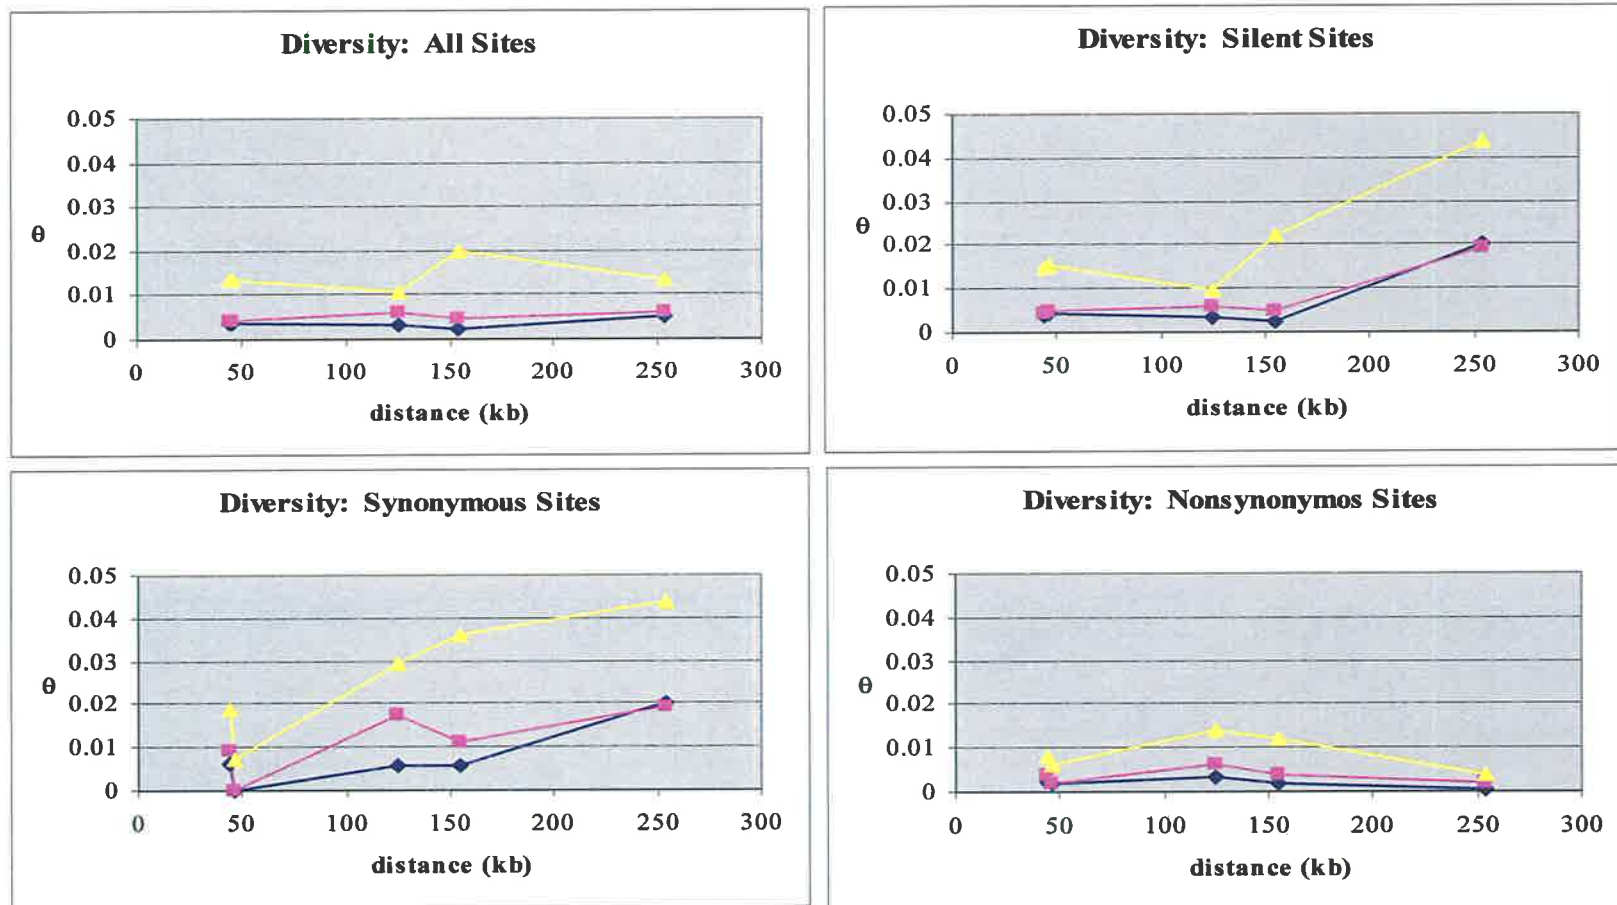 Diversity: All Sites
0.05
0.04
0.03
θ
0.02
0.01
0
0 50 100 150 200 250 300
distance (kb)
Diversity: Silent Sites
0.05
0.04
0.03
θ
0.02
0.01
0
0 50 100 150 200 250 300
distance (kb)
Diversity: Synonymous Sites
0.05
0.04
0.03
θ
0.02
0.01
0
0 50 100 150 200 250 300
distance (kb)
Diversity: Nonsynonymos Sites
0.05
0.04
0.03
θ
0.02
0.01
0
0 50 100 150 200 250 300
distance (kb)